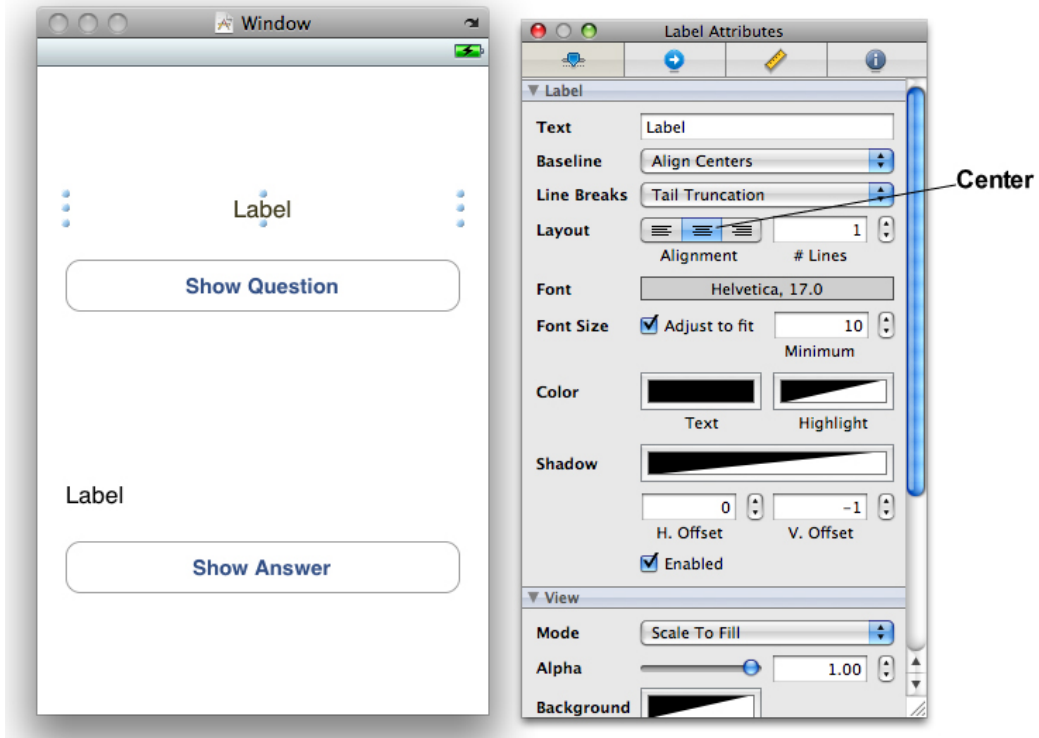 Window
Label
Show Question
Label
Show Answer
Label Attributes
Label
Text Label
Baseline Align Centers
Line Breaks Tail Truncation
Center
Layout 1
Alignment # Lines
Font Helvetica, 17.0
Font Size Adjust to fit 10
Minimum
Color
Text Highlight
Shadow
0 -1
H. Offset V. Offset
Enabled
View
Mode Scale To Fill
Alpha 1.00
Background